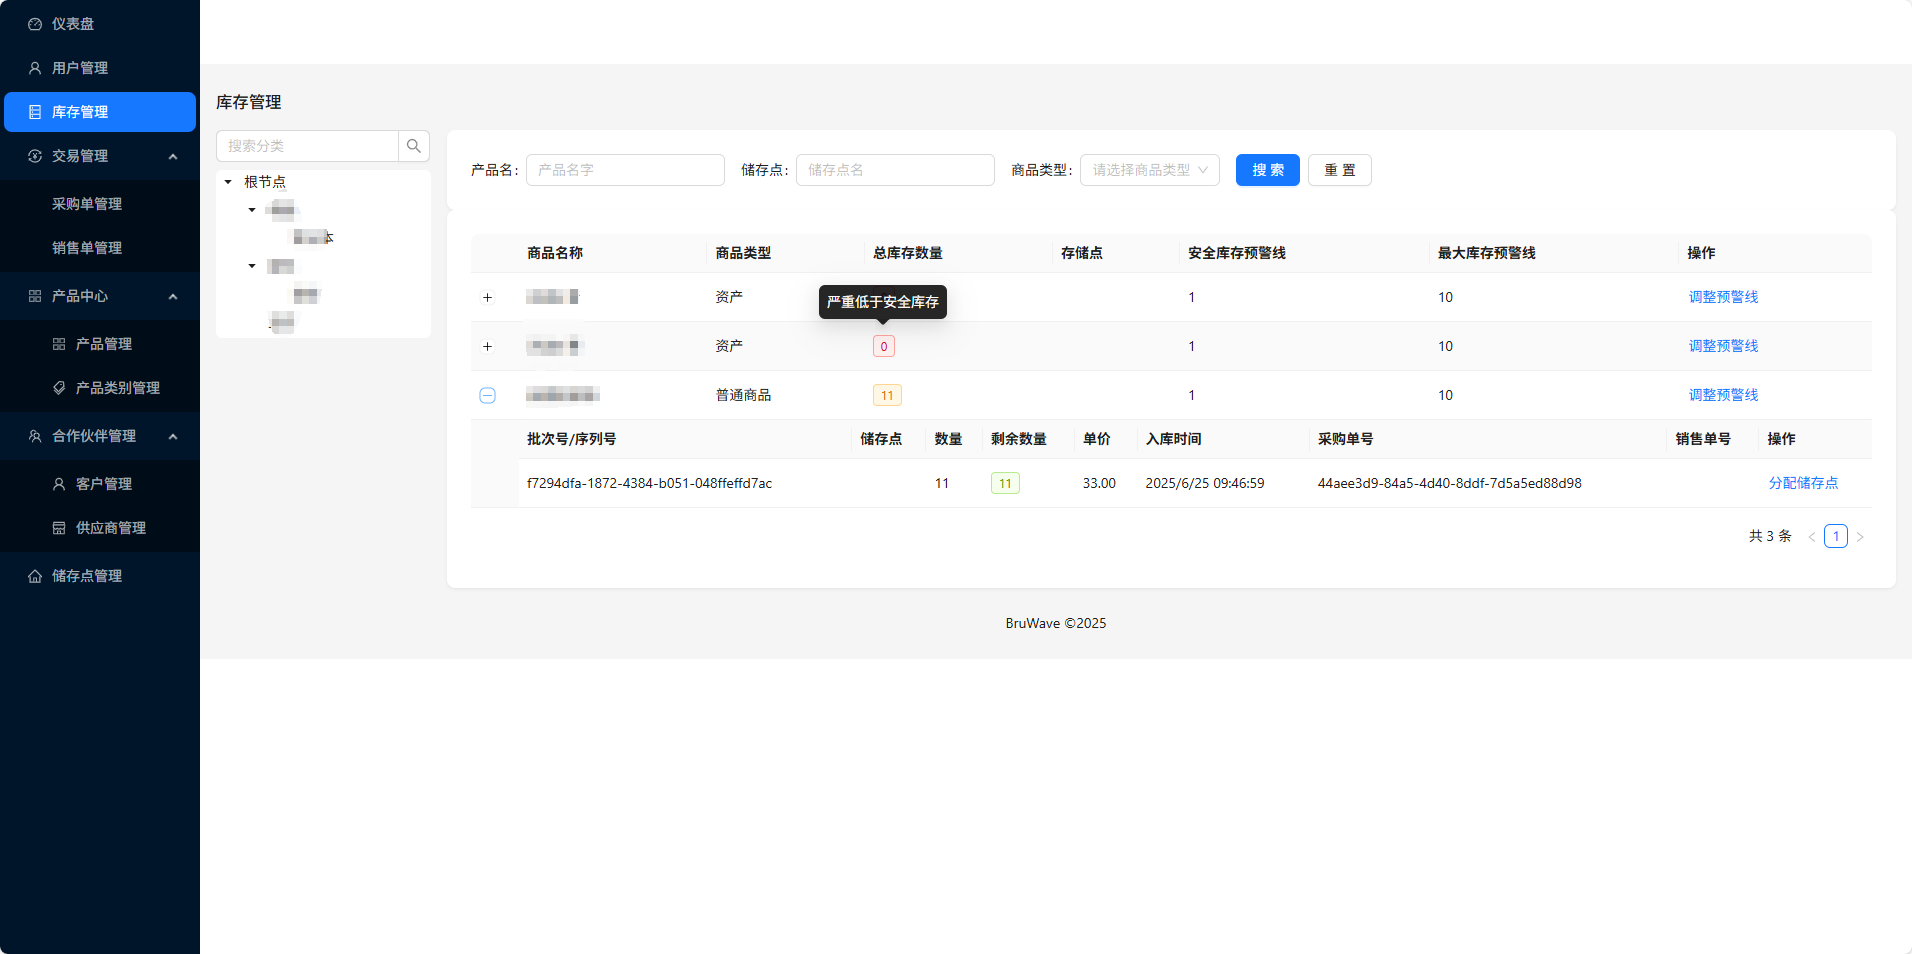 仪表盘
用户管理
库存管理
交易管理
采购单管理
销售单管理
产品中心
产品管理
产品类别管理
合作伙伴管理
客户管理
供应商管理
储存点管理
库存管理
搜索分类
根节点
本
产品名: 产品名字 储存点: 储存点名 商品类型: 请选择商品类型 搜 索 重 置
商品名称 商品类型 总库存数量 存储点 安全库存预警线 最大库存预警线 操作
资产 1 10 调整预警线
严重低于安全库存
资产 0 1 10 调整预警线
普通商品 11 1 10 调整预警线
批次号/序列号 储存点 数量 剩余数量 单价 入库时间 采购单号 销售单号 操作
f7294dfa-1872-4384-b051-048ffeffd7ac 11 11 33.00 2025/6/25 09:46:59 44aee3d9-84a5-4d40-8ddf-7d5a5ed88d98 分配储存点
共 3 条 < 1 >
BruWave ©2025